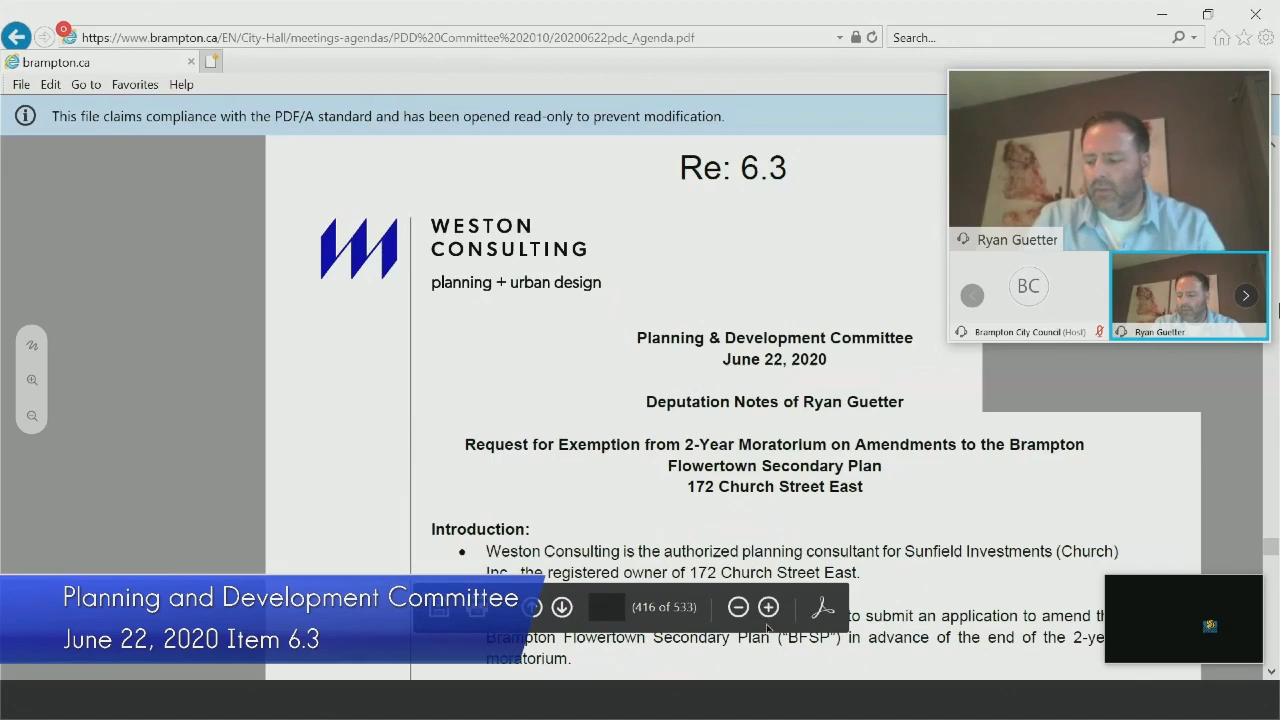 https://www.brampton.ca/EN/City-Hall/meetings-agendas/PDD%20Committee%202010/20200622pdc_Agenda.pdf
Search...
brampton.ca
File Edit Go to Favorites Help
This file claims compliance with the PDF/A standard and has been opened read-only to prevent modification.
Re: 6.3
WESTON
CONSULTING
planning + urban design
Ryan Guetter
BC
Brampton City Council (Host)
Ryan Guetter
Planning & Development Committee
June 22, 2020
Deputation Notes of Ryan Guetter
Request for Exemption from 2-Year Moratorium on Amendments to the Brampton
Flowertown Secondary Plan
172 Church Street East
Introduction:
• Weston Consulting is the authorized planning consultant for Sunfield Investments (Church)
Inc., the registered owner of 172 Church Street East.
(416 of 533)
to submit an application to amend
Brampton Flowertown Secondary Plan ("BFSP") in advance of the end of the 2-
moratorium.
Planning and Development Committee
June 22, 2020 Item 6.3